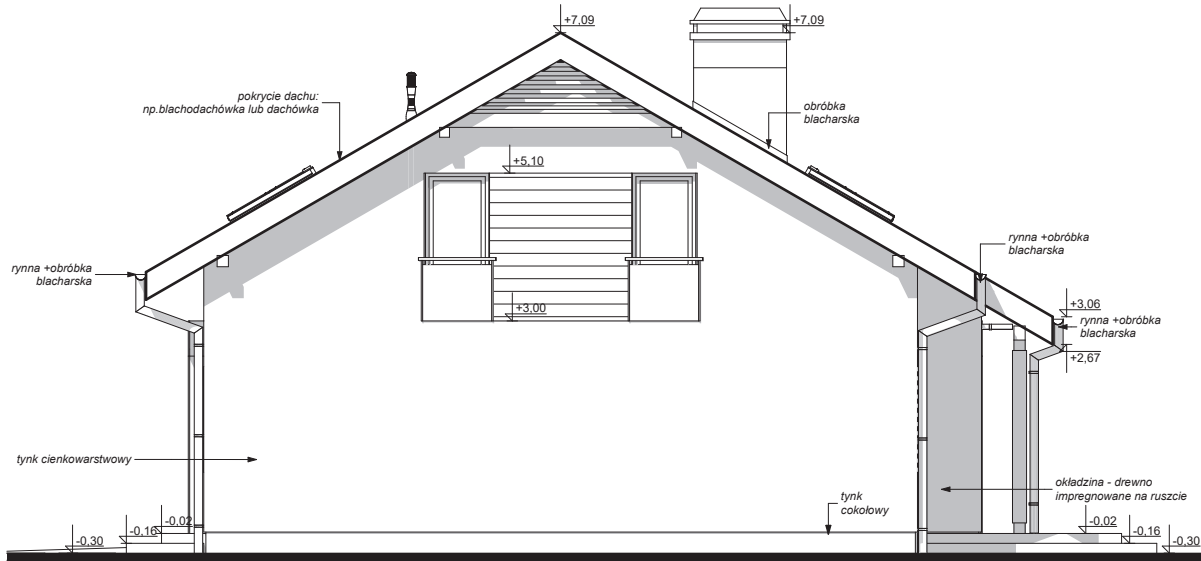 +7,09
+7,09
pokrycie dachu:
np.blachodachówka lub dachówka
obróbka
blacharska
+5,10
rynna +obróbka
blacharska
rynna +obróbka
blacharska
+3,00
+3,06
rynna +obróbka
blacharska
+2,67
tynk cienkowarstwowy
okładzina - drewno
impregnowane na ruszcie
tynk
cokołowy
-0,02
-0,16
-0,30
-0,02
-0,16
-0,30